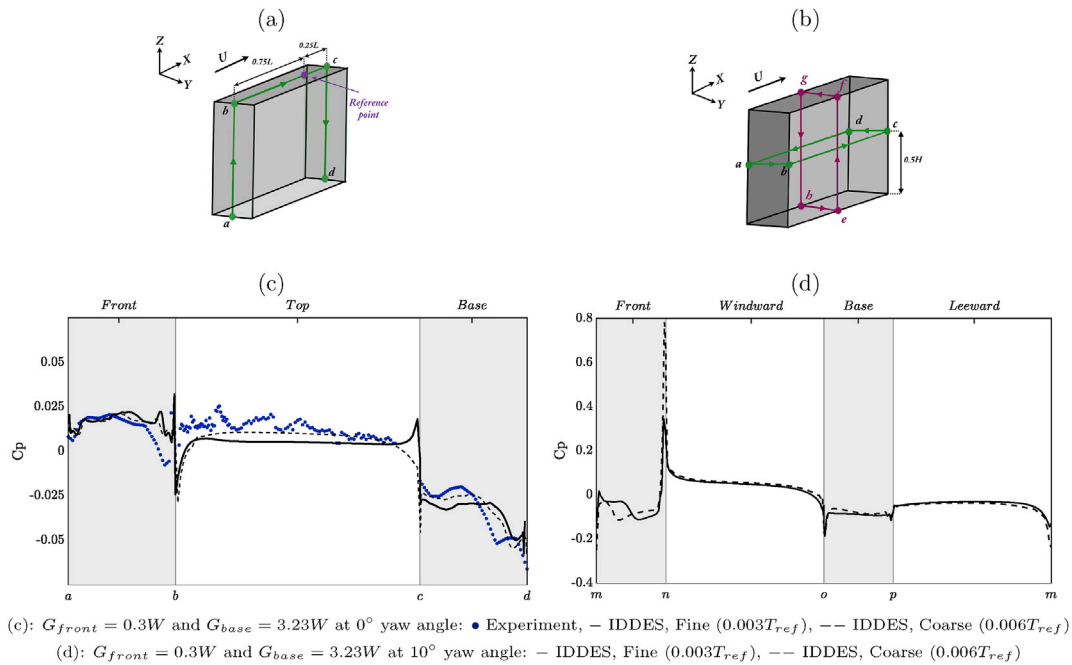 (a)
(b)
Z
X
Y
U
0.75L
0.25L
b
c
Reference
point
d
a
Z
X
Y
U
g
f
d
c
a
b
0.5H
h
e
(c)
(d)
Front
Top
Base
Front
Windward
Base
Leeward
0.05
0.025
0
-0.025
-0.05
Cp
a
b
c
d
0.8
0.6
0.4
0.2
0
-0.2
-0.4
Cp
m
n
o
p
m
(c): G_front = 0.3W and G_base = 3.23W at 0° yaw angle: • Experiment, − IDDES, Fine (0.003T_ref), −− IDDES, Coarse (0.006T_ref)
(d): G_front = 0.3W and G_base = 3.23W at 10° yaw angle: − IDDES, Fine (0.003T_ref), −− IDDES, Coarse (0.006T_ref)